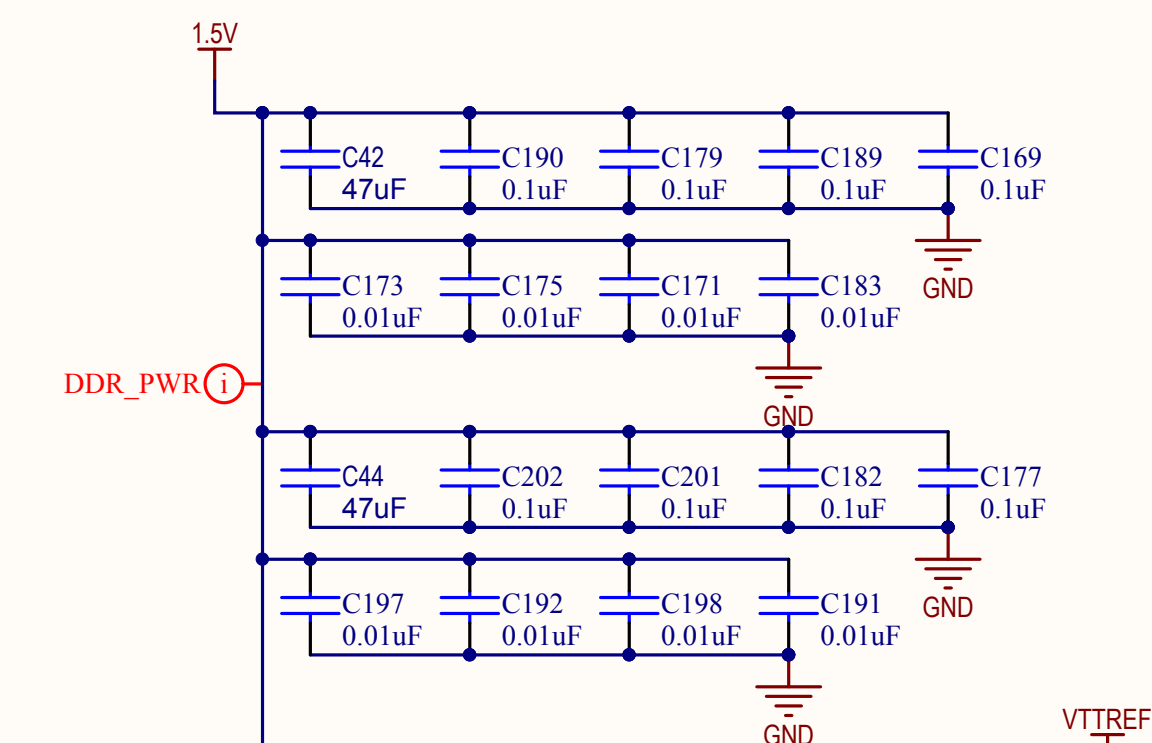 1.5V
C42 C190 C179 C189 C169
47uF 0.1uF 0.1uF 0.1uF 0.1uF
GND
C173 C175 C171 C183
0.01uF 0.01uF 0.01uF 0.01uF
DDR_PWR i
GND
C44 C202 C201 C182 C177
47uF 0.1uF 0.1uF 0.1uF 0.1uF
GND
C197 C192 C198 C191
0.01uF 0.01uF 0.01uF 0.01uF
VTTREF
GND